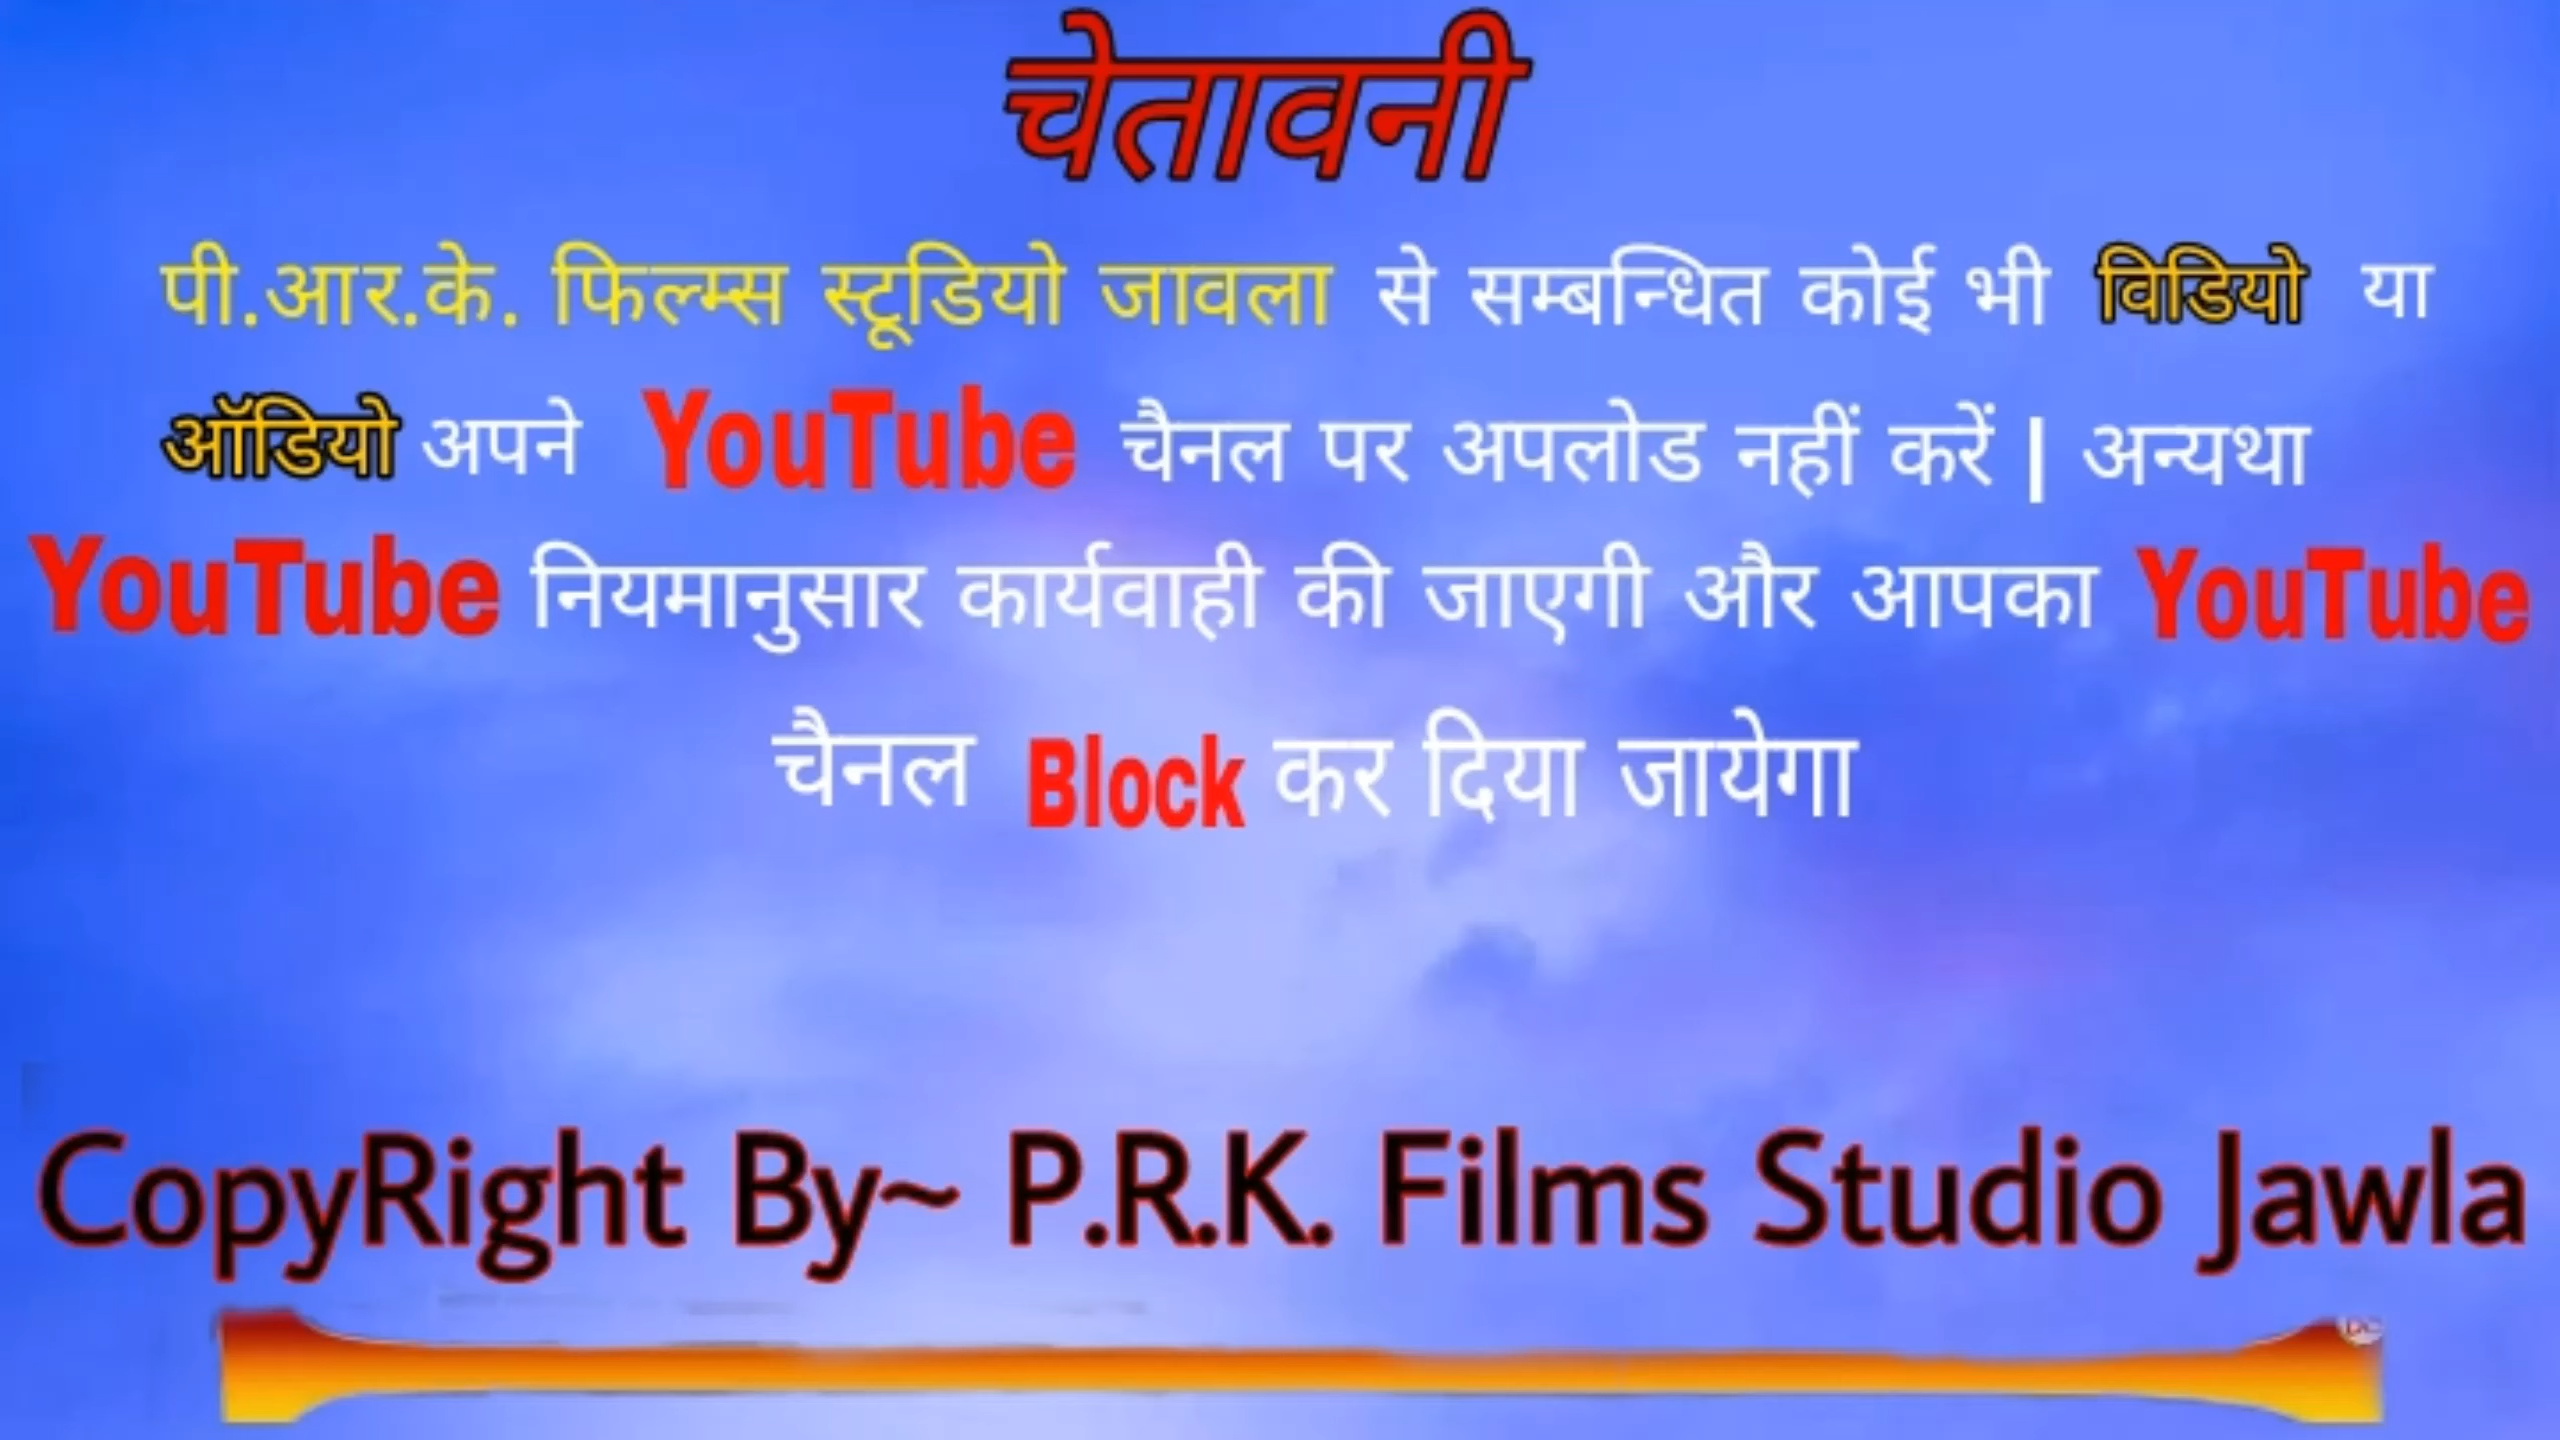 चेतावनी
पी.आर.के. फिल्म्स स्टूडियो जावला से सम्बन्धित कोई भी विडियो या
ऑडियो अपने YouTube चैनल पर अपलोड नहीं करें | अन्यथा
YouTube नियमानुसार कार्यवाही की जाएगी और आपका YouTube
चैनल Block कर दिया जायेगा
CopyRight By~ P.R.K. Films Studio Jawla